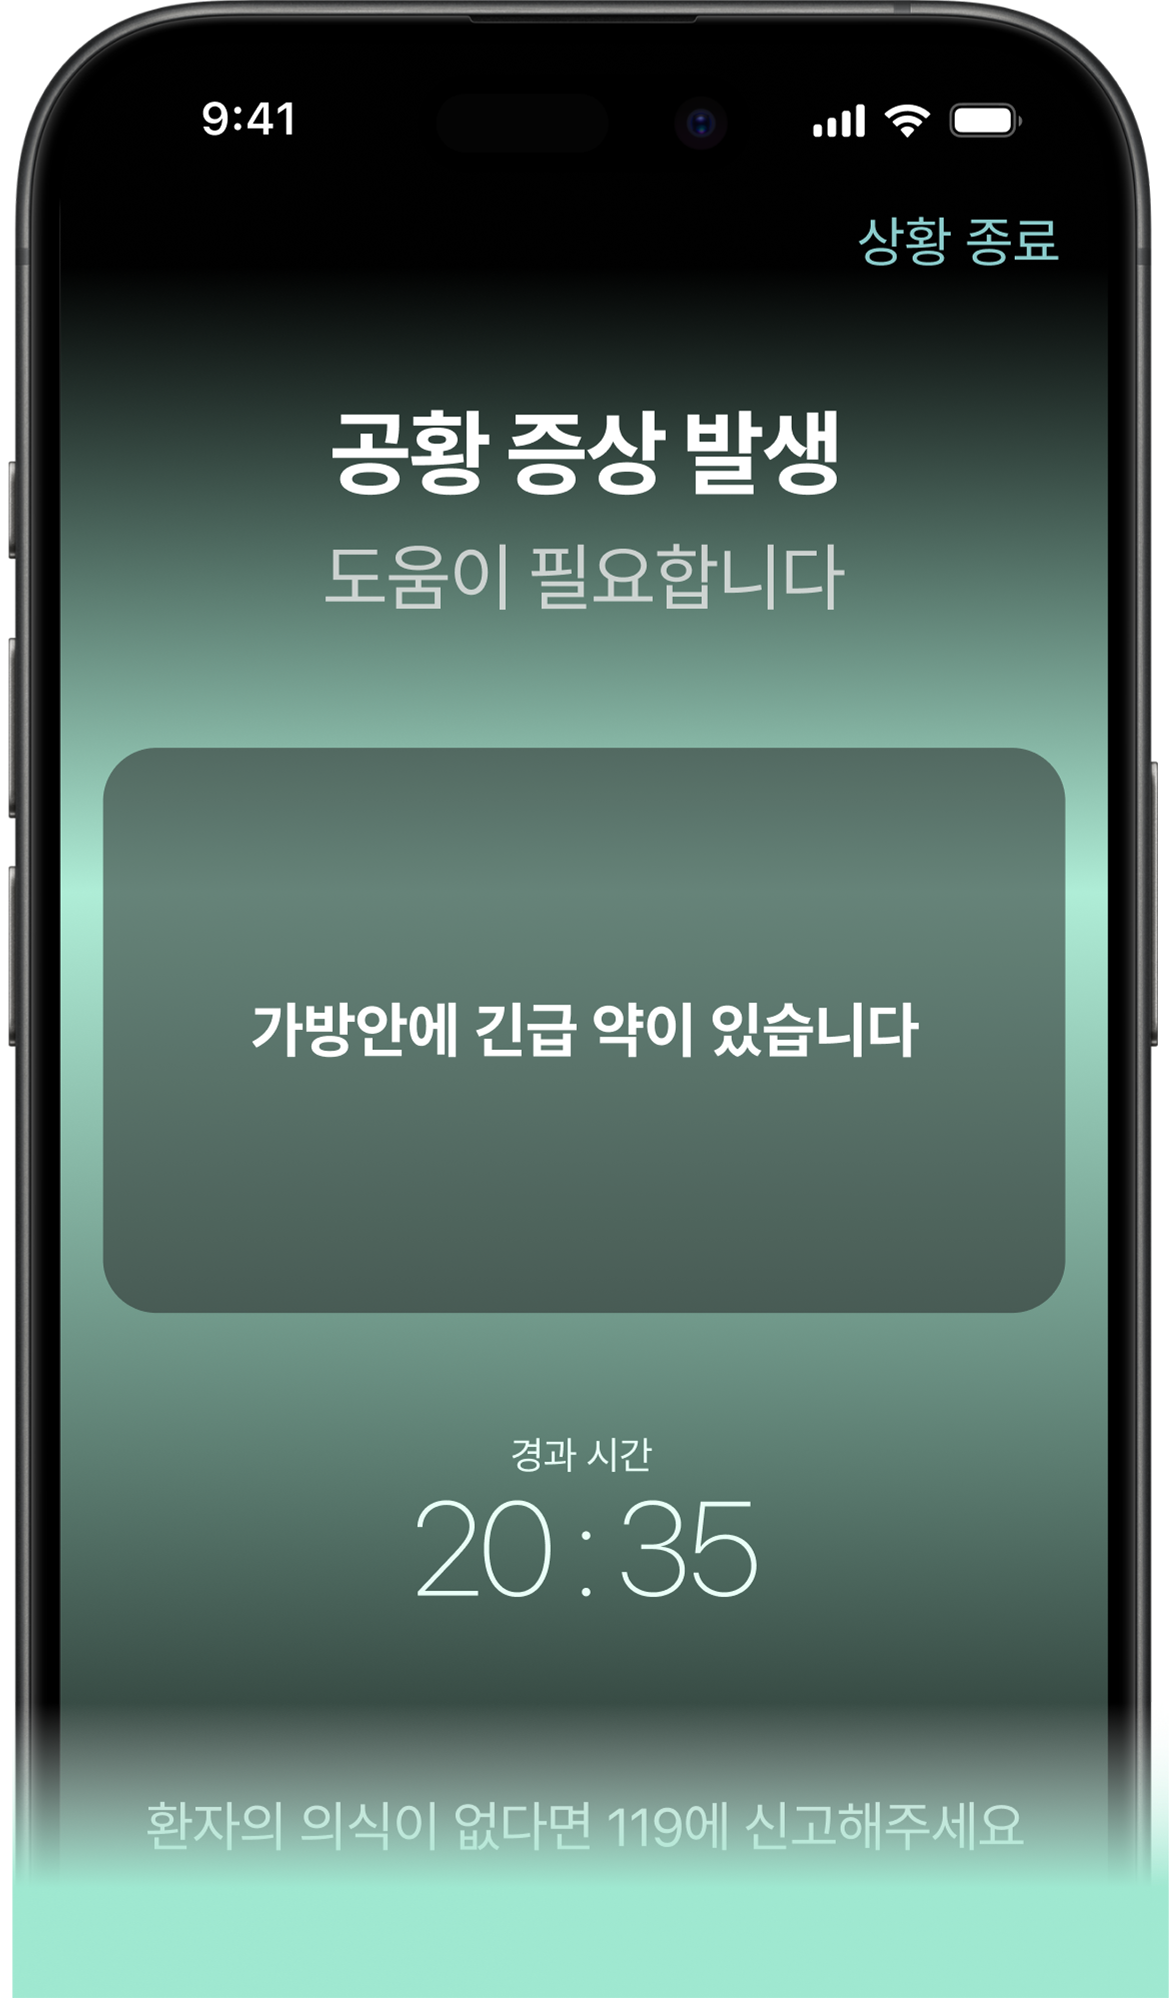 9:41
상황 종료
공황 증상 발생
도움이 필요합니다
가방안에 긴급 약이 있습니다
경과 시간
20 : 35
환자의 의식이 없다면 119에 신고해주세요